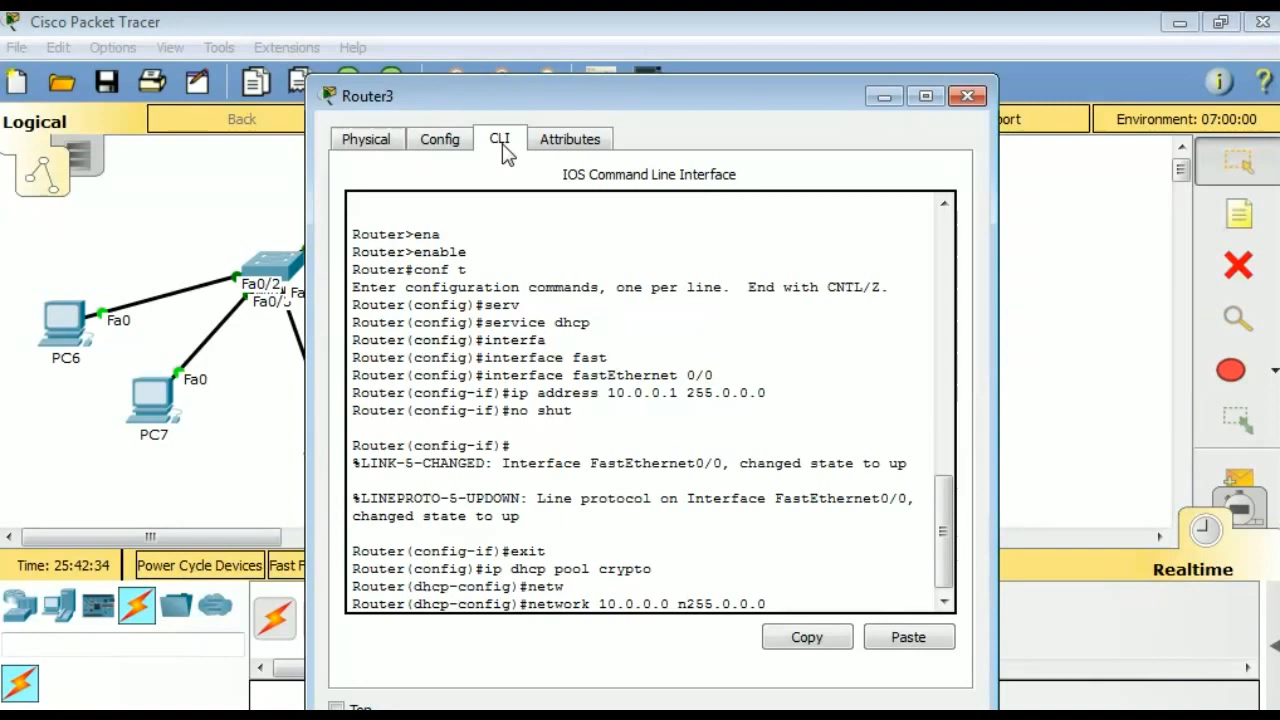 Cisco Packet Tracer
File Edit Options View Tools Extensions Help
Router3
Logical
Back
port
Environment: 07:00:00
Physical
Config
CLI
Attributes
IOS Command Line Interface
Router>ena
Router>enable
Router#conf t
Enter configuration commands, one per line. End with CNTL/Z.
Router(config)#serv
Router(config)#service dhcp
Router(config)#interfa
Router(config)#interface fast
Router(config)#interface fastEthernet 0/0
Router(config-if)#ip address 10.0.0.1 255.0.0.0
Router(config-if)#no shut
Router(config-if)#
%LINK-5-CHANGED: Interface FastEthernet0/0, changed state to up
%LINEPROTO-5-UPDOWN: Line protocol on Interface FastEthernet0/0,
changed state to up
Router(config-if)#exit
Router(config)#ip dhcp pool crypto
Router(dhcp-config)#netw
Router(dhcp-config)#network 10.0.0.0 n255.0.0.0
Copy
Paste
Top
Fa0/2
Fa
Fa0/3
Fa0
PC6
Fa0
PC7
Time: 25:42:34
Power Cycle Devices
Fast F
Realtime